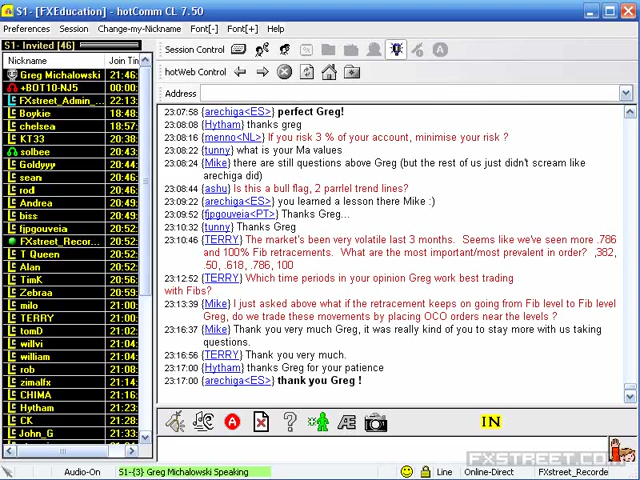 S1- [FXEducation] - hotComm CL 7.50
Preferences Session Change-my-Nickname Font[-] Font[+] Help
S1- Invited [46]
Session Control
hotWeb Control
Address
Nickname Join Tim
Greg Michalowski 21:46:
+BOT10-NJ5 00:00:
FXstreet_Admin_... 22:13:
Boykie 18:48:
chelsea 18:57:
KT33 20:38:
solbee 19:43:
Goldyyy 20:44:
sean 20:46:
rod 20:49:
Andrea 20:49:
biss 20:49:
fjpgouveia 20:52:
FXstreet_Recor... 20:52:
T Queen 20:52:
Alan 20:52:
TimK 20:56:
Zebraa 20:59:
milo 21:00:
TERRY 21:00:
tomD 21:02:
willvi 21:04:
william 21:04:
rob 21:08:
zimalfx 21:14:
CHIMA 21:16:
Hytham 21:23:
CK 21:28:
John_G 21:33:
23:07:58 {arechiga<ES>} perfect Greg!
23:08:08 {Hytham} thanks greg
23:08:16 {menno<NL>} If you risk 3 % of your account, minimise your risk ?
23:08:22 {tunny} what is your Ma values
23:08:24 {Mike} there are still questions above Greg (but the rest of us just didn't scream like
arechiga did)
23:08:44 {ashu} Is this a bull flag, 2 parrlel trend lines?
23:09:22 {arechiga<ES>} you learned a lesson there Mike :)
23:09:52 {fjpgouveia<PT>} Thanks Greg...
23:10:32 {tunny} Thanks Greg
23:10:46 {TERRY} The market's been very volatile last 3 months. Seems like we've seen more .786
and 100% Fib retracements. What are the most important/most prevalent in order? ,382,
.50, .618, .786, 100
23:12:52 {TERRY} Which time periods in your opinion Greg work best trading
with Fibs?
23:13:39 {Mike} I just asked above what if the retracement keeps on going from Fib level to Fib level
Greg, do we trade these movements by placing OCO orders near the levels ?
23:16:37 {Mike} Thank you very much Greg, it was really kind of you to stay more with us taking
questions.
23:16:56 {TERRY} Thank you very much.
23:17:00 {Hytham} thanks Greg for your patience
23:17:00 {arechiga<ES>} thank you Greg !
IN
FXSTREET.COM
Audio-On S1-{3} Greg Michalowski Speaking Line Online-Direct FXstreet_Recorde